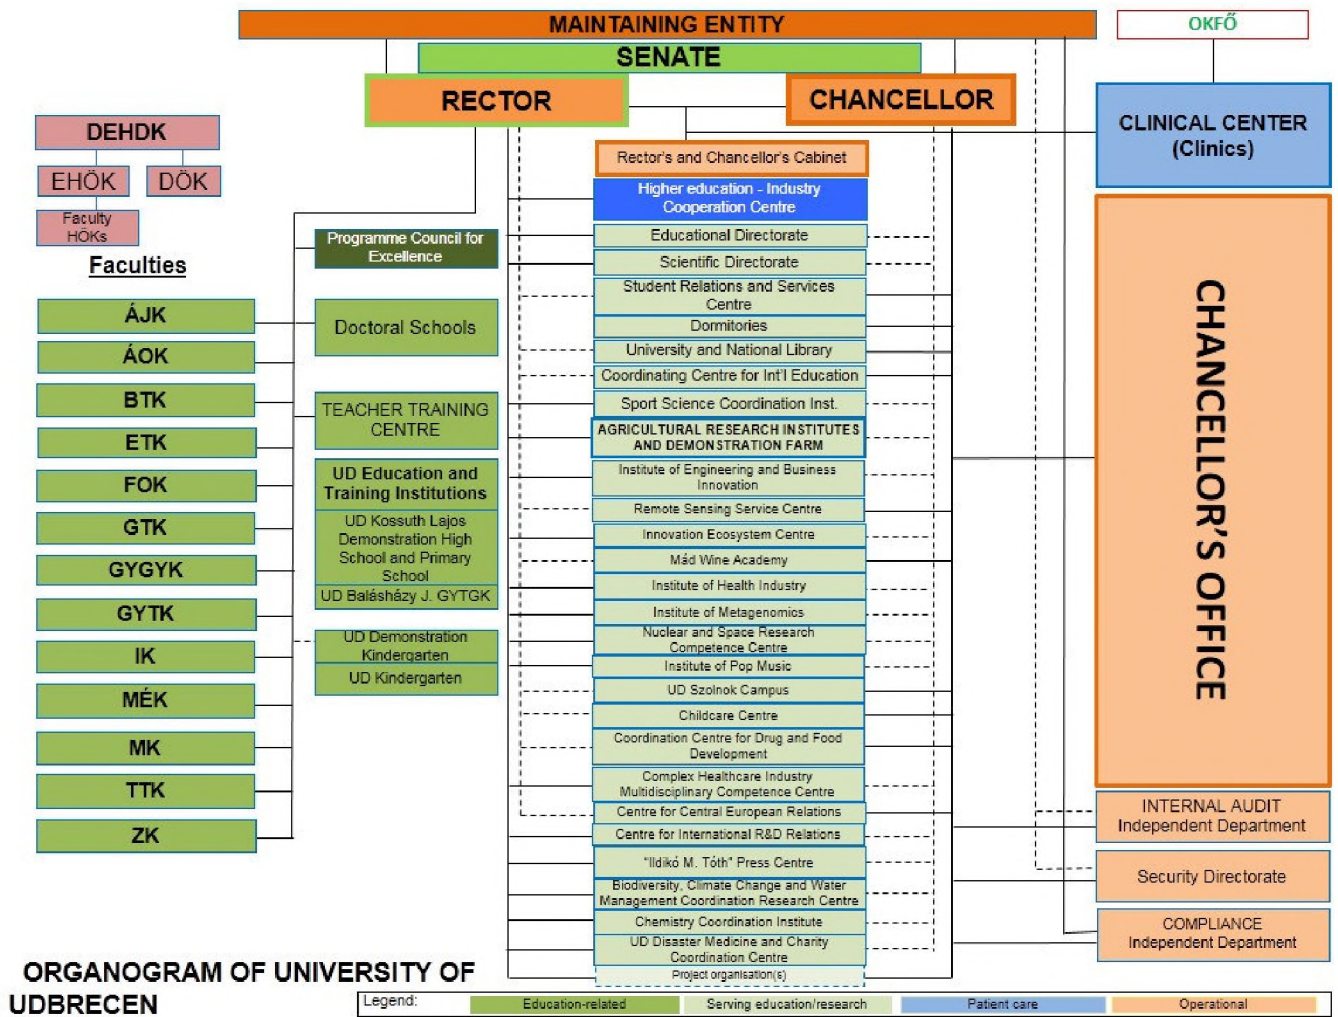 MAINTAINING ENTITY
OKFŐ
SENATE
RECTOR
CHANCELLOR
CLINICAL CENTER
(Clinics)
DEHDK
EHÖK
DÖK
Faculty
HÖKs
Faculties
ÁJK
ÁOK
BTK
ETK
FOK
GTK
GYGYK
GYTK
IK
MÉK
MK
TTK
ZK
Programme Council for
Excellence
Doctoral Schools
TEACHER TRAINING
CENTRE
UD Education and
Training Institutions
UD Kossuth Lajos
Demonstration High
School and Primary
School
UD Balásházy J. GYTGK
UD Demonstration
Kindergarten
UD Kindergarten
Rector's and Chancellor's Cabinet
Higher education - Industry
Cooperation Centre
Educational Directorate
Scientific Directorate
Student Relations and Services
Centre
Dormitories
University and National Library
Coordinating Centre for Int'l Education
Sport Science Coordination Inst.
AGRICULTURAL RESEARCH INSTITUTES
AND DEMONSTRATION FARM
Institute of Engineering and Business
Innovation
Remote Sensing Service Centre
Innovation Ecosystem Centre
Mád Wine Academy
Institute of Health Industry
Institute of Metagenomics
Nuclear and Space Research
Competence Centre
Institute of Pop Music
UD Szolnok Campus
Childcare Centre
Coordination Centre for Drug and Food
Development
Complex Healthcare Industry
Multidisciplinary Competence Centre
Centre for Central European Relations
Centre for International R&D Relations
"Ildikó M. Tóth" Press Centre
Biodiversity, Climate Change and Water
Management Coordination Research Centre
Chemistry Coordination Institute
UD Disaster Medicine and Charity
Coordination Centre
Project organisation(s)
CHANCELLOR'S OFFICE
INTERNAL AUDIT
Independent Department
Security Directorate
COMPLIANCE
Independent Department
ORGANOGRAM OF UNIVERSITY OF
UDBRECEN
Legend:
Education-related
Serving education/research
Patient care
Operational